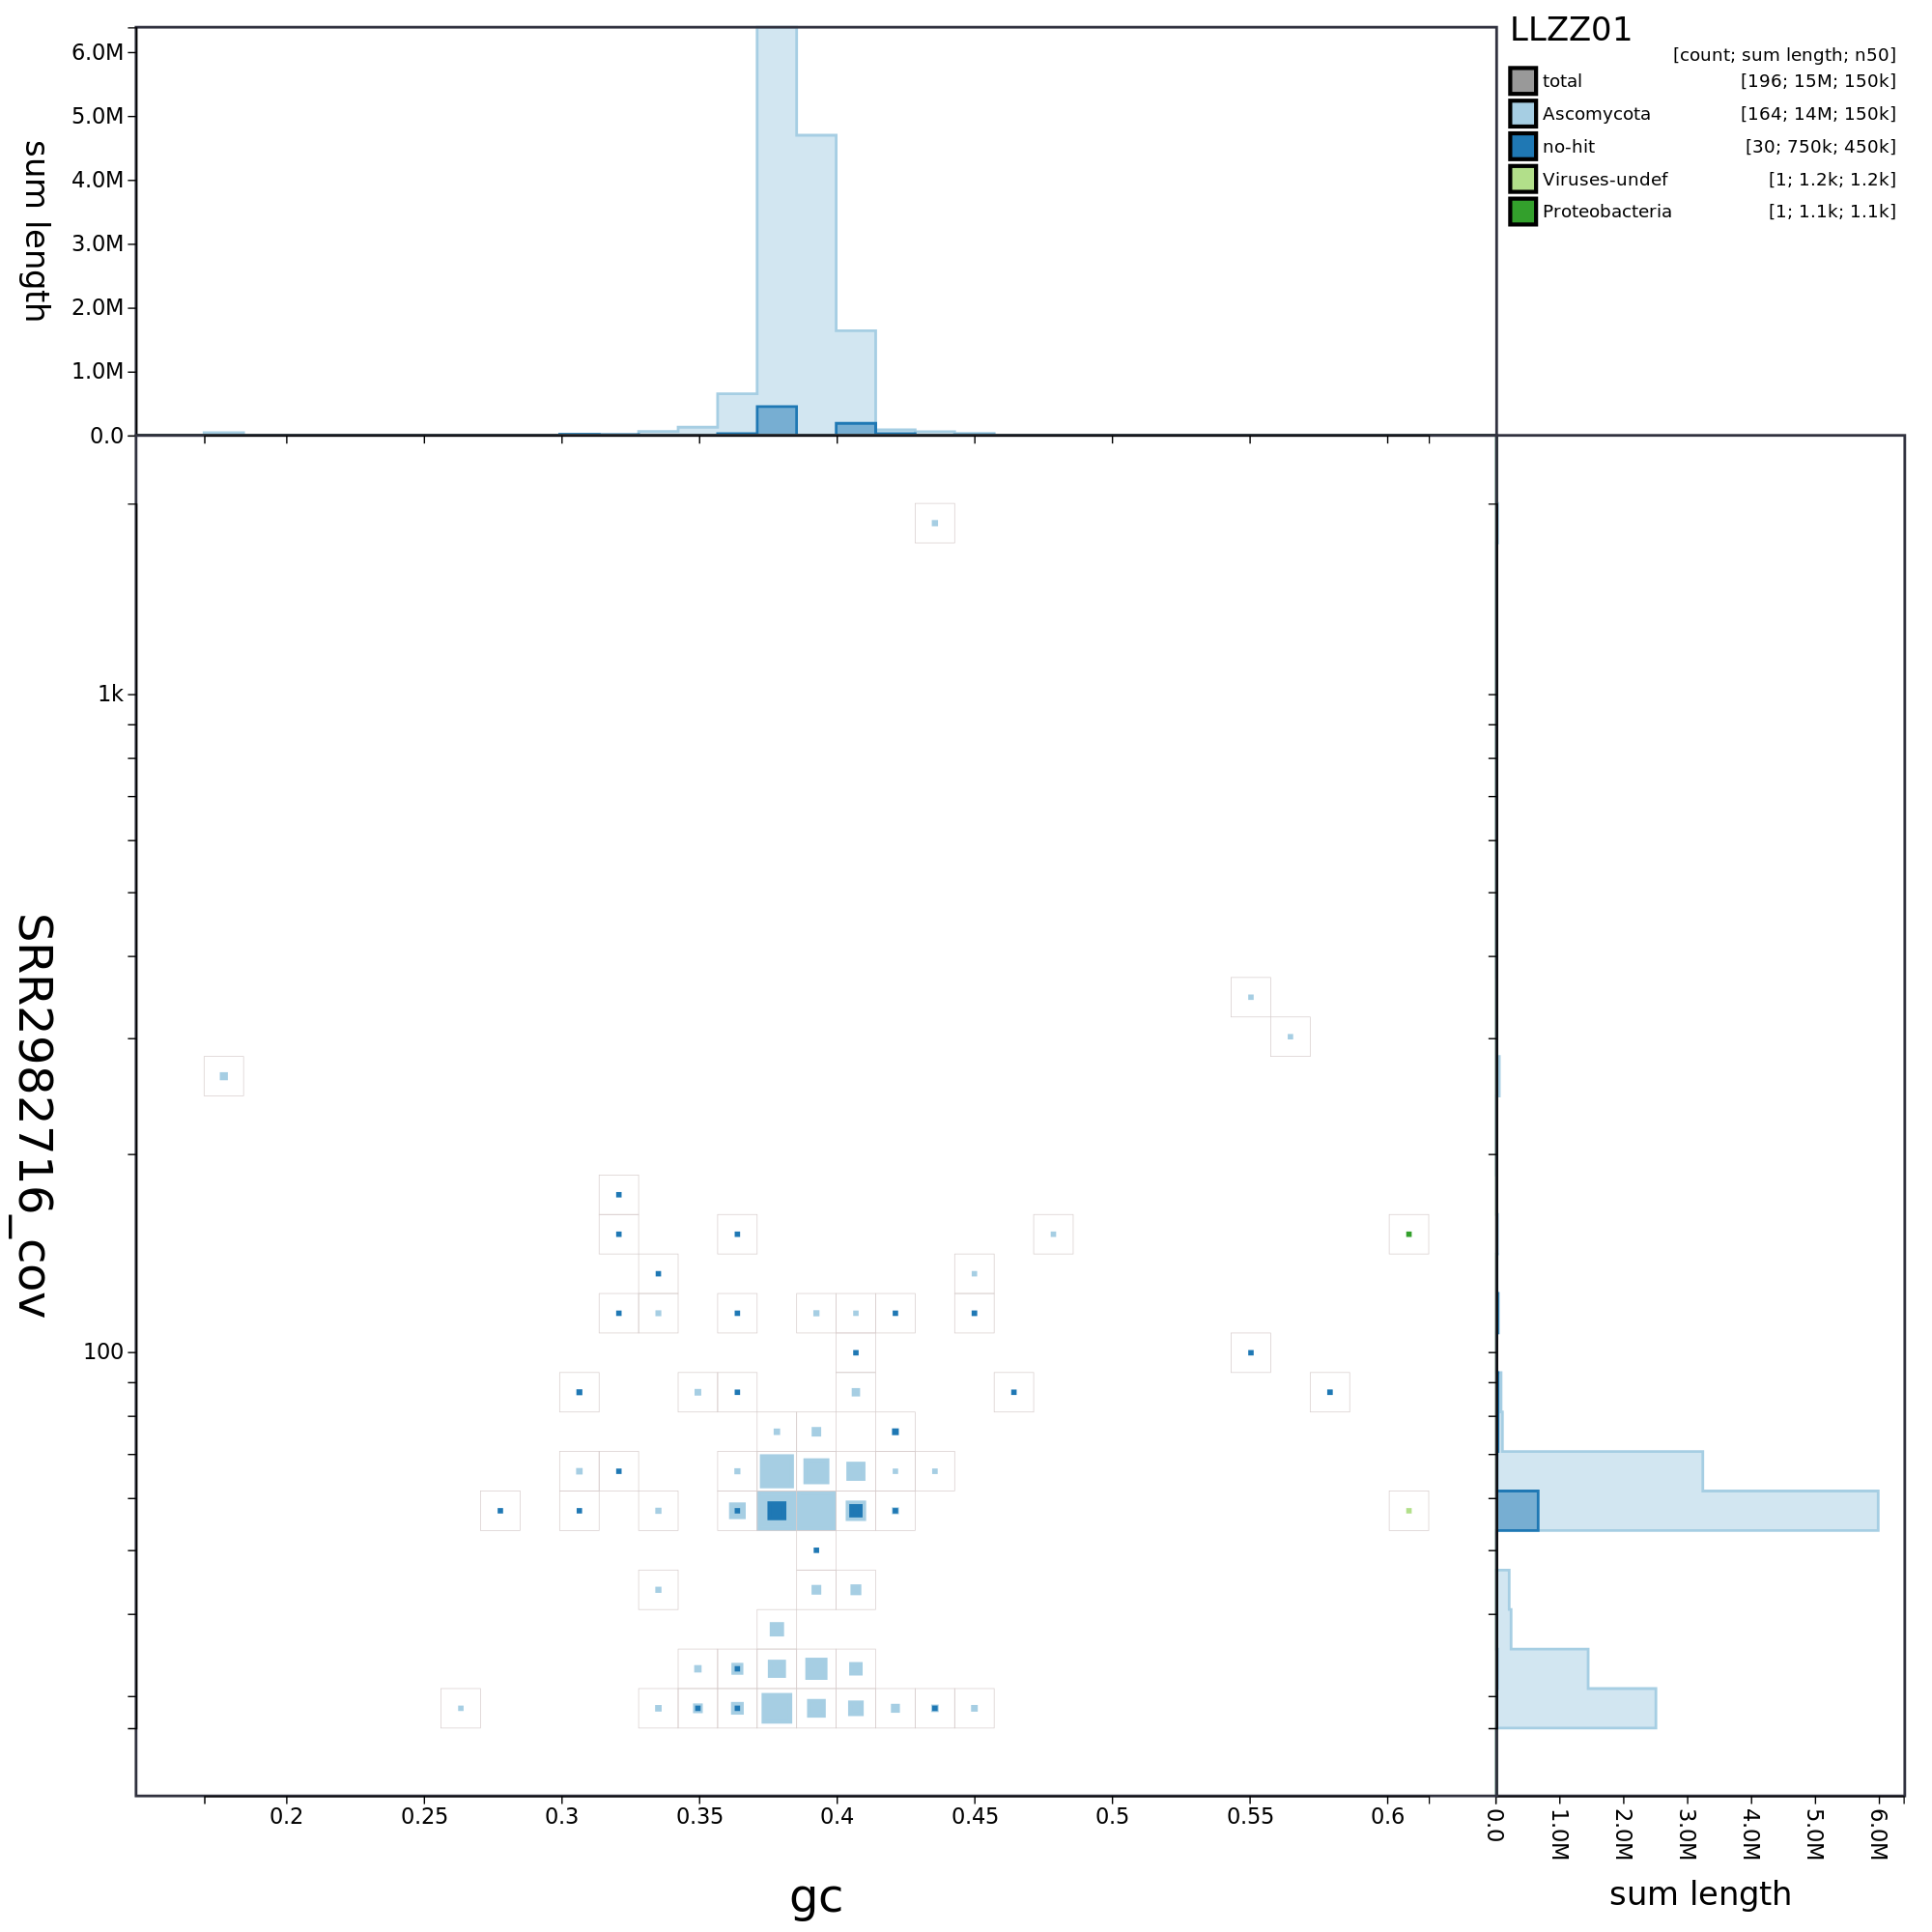 LLZZ01
[count; sum length; n50]
total [196; 15M; 150k]
Ascomycota [164; 14M; 150k]
no-hit [30; 750k; 450k]
Viruses-undef [1; 1.2k; 1.2k]
Proteobacteria [1; 1.1k; 1.1k]
sum length
6.0M
5.0M
4.0M
3.0M
2.0M
1.0M
0.0
SRR2982716_cov
1k
100
0.2 0.25 0.3 0.35 0.4 0.45 0.5 0.55 0.6
gc
0.0 1.0M 2.0M 3.0M 4.0M 5.0M 6.0M
sum length